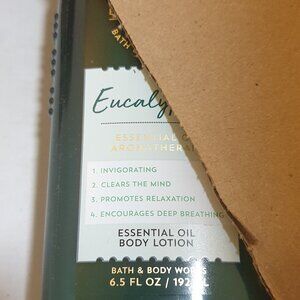 BATH
Eucaly
ESSENTIAL O
AROMATHERA
1. INVIGORATING
2. CLEARS THE MIND
3. PROMOTES RELAXATION
4. ENCOURAGES DEEP BREATHING
ESSENTIAL OIL
BODY LOTION
BATH & BODY WORKS
6.5 FL OZ / 192